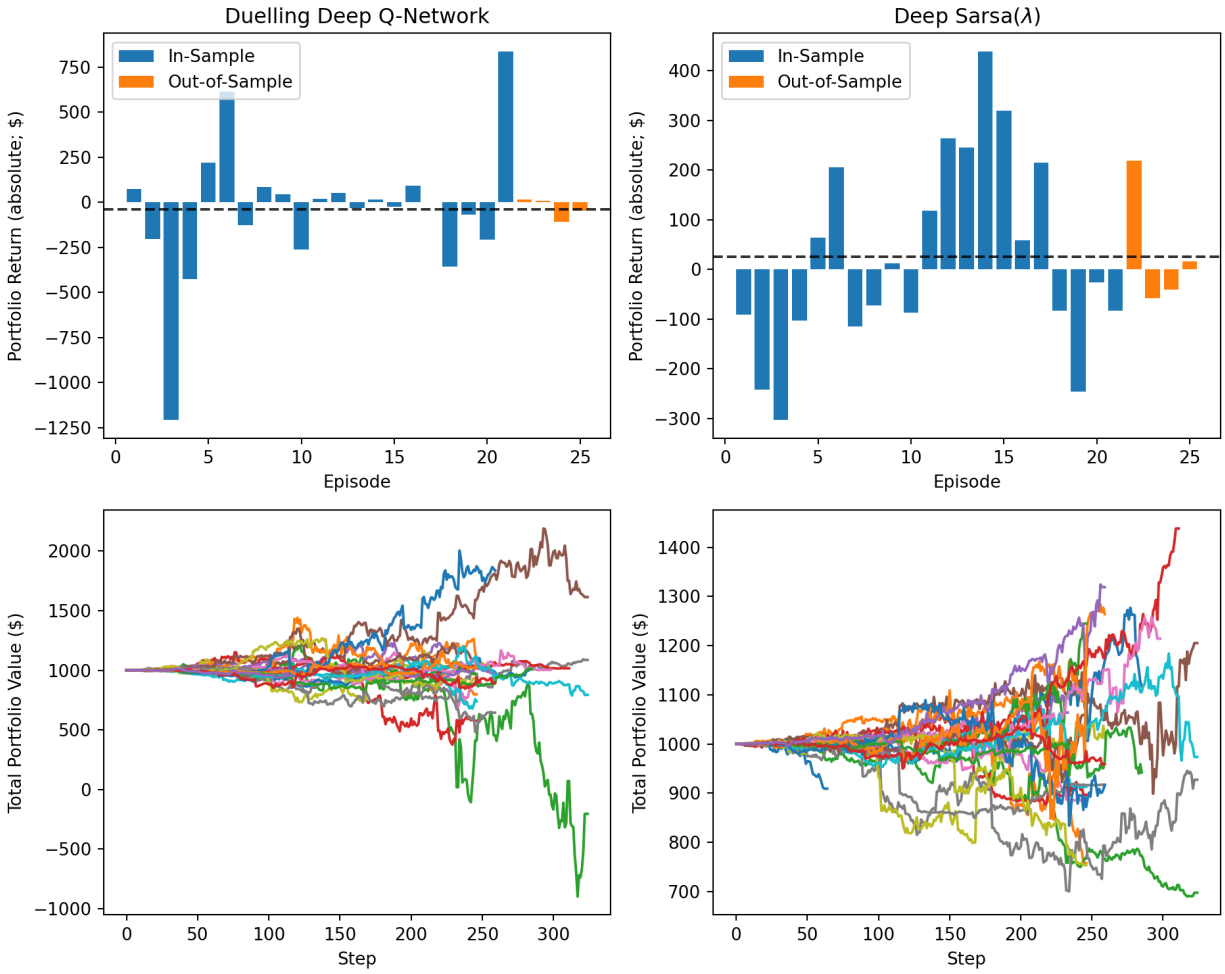 Duelling Deep Q-Network
In-Sample
Out-of-Sample
750
500
250
0
−250
−500
−750
−1000
−1250
Portfolio Return (absolute; $)
0 5 10 15 20 25
Episode
Deep Sarsa(λ)
In-Sample
Out-of-Sample
400
300
200
100
0
−100
−200
−300
Portfolio Return (absolute; $)
0 5 10 15 20 25
Episode
2000
1500
1000
500
0
−500
−1000
Total Portfolio Value ($)
0 50 100 150 200 250 300
Step
1400
1300
1200
1100
1000
900
800
700
Total Portfolio Value ($)
0 50 100 150 200 250 300
Step